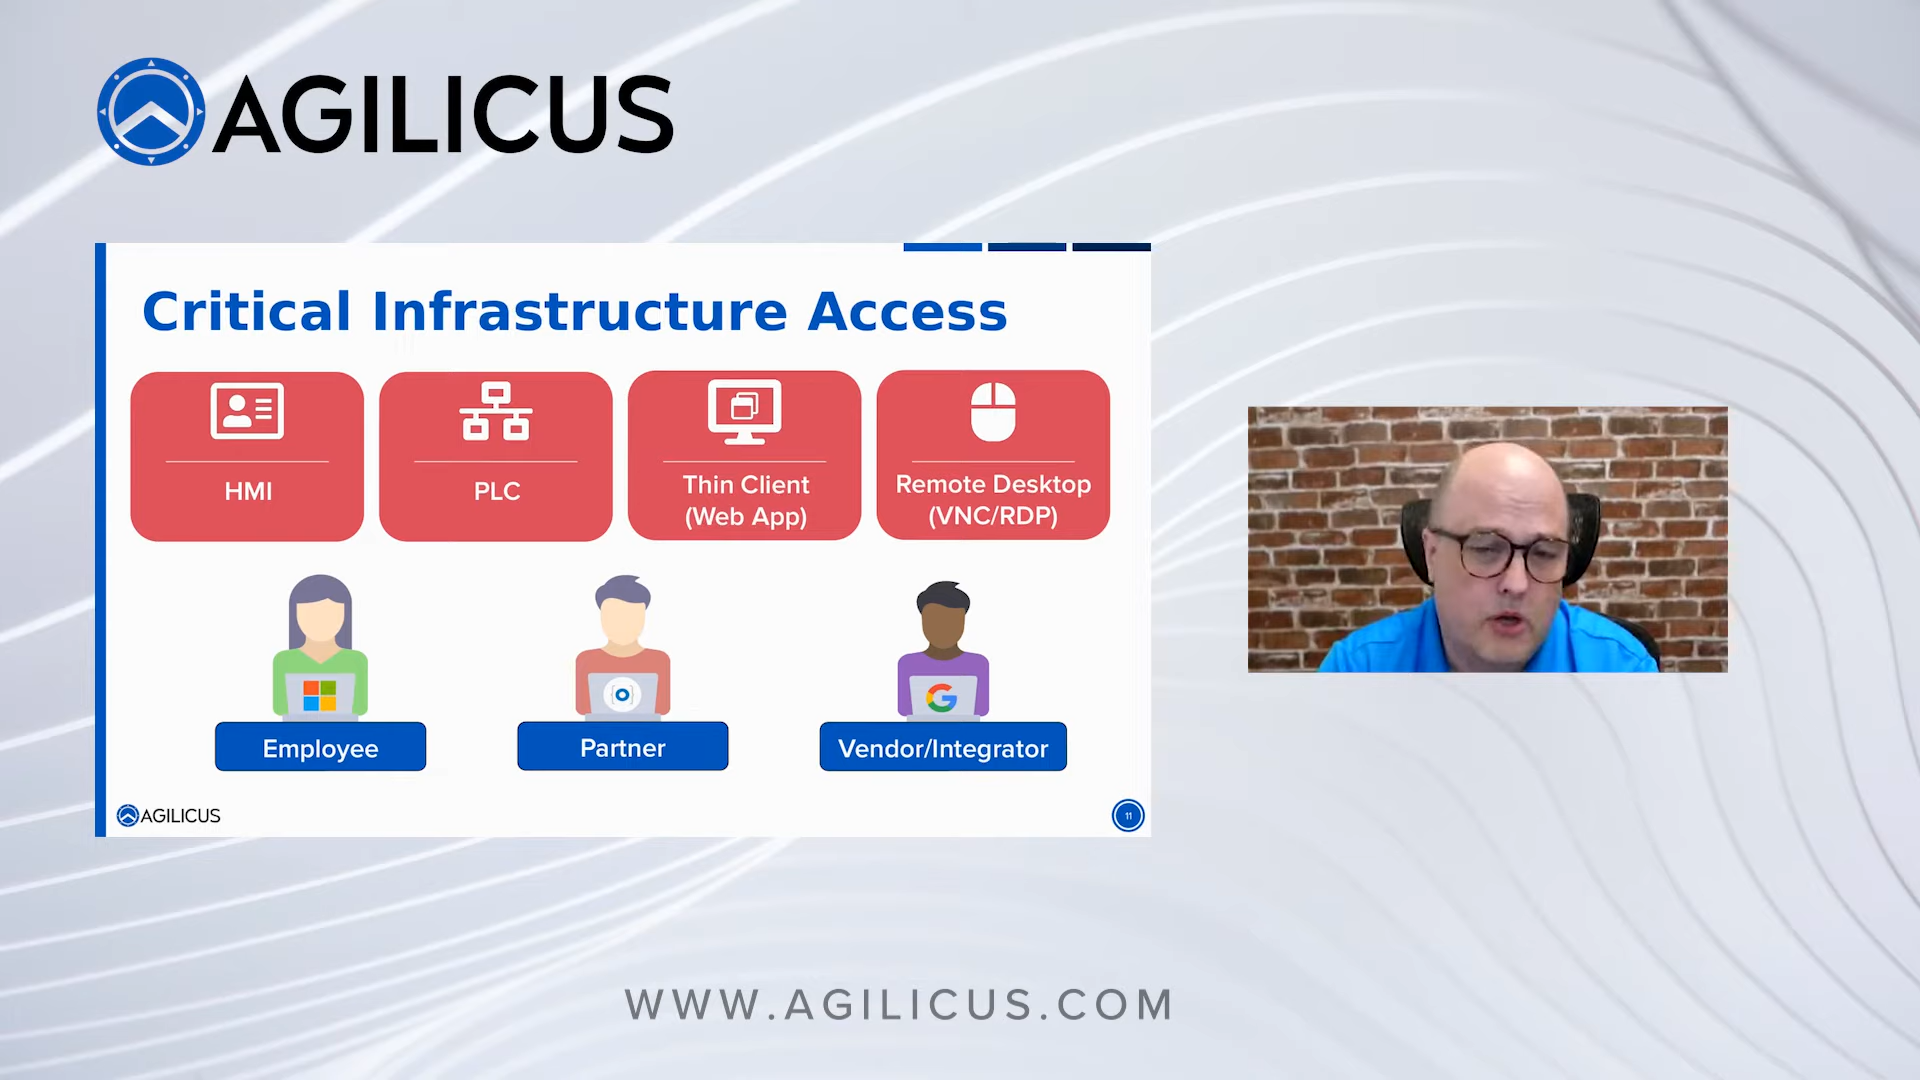 AGILICUS
Critical Infrastructure Access
HMI
PLC
Thin Client
(Web App)
Remote Desktop
(VNC/RDP)
Employee
Partner
Vendor/Integrator
AGILICUS
11
WWW.AGILICUS.COM